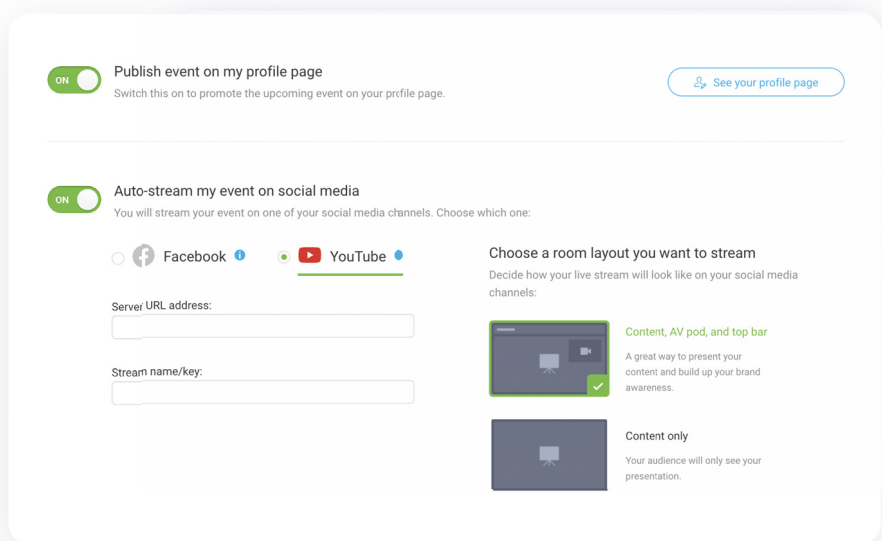 ON
Publish event on my profile page
Switch this on to promote the upcoming event on your profile page.
See your profile page
ON
Auto-stream my event on social media
You will stream your event on one of your social media channels. Choose which one:
Facebook
YouTube
Server URL address:
Stream name/key:
Choose a room layout you want to stream
Decide how your live stream will look like on your social media
channels:
Content, AV pod, and top bar
A great way to present your
content and build up your brand
awareness.
Content only
Your audience will only see your
presentation.